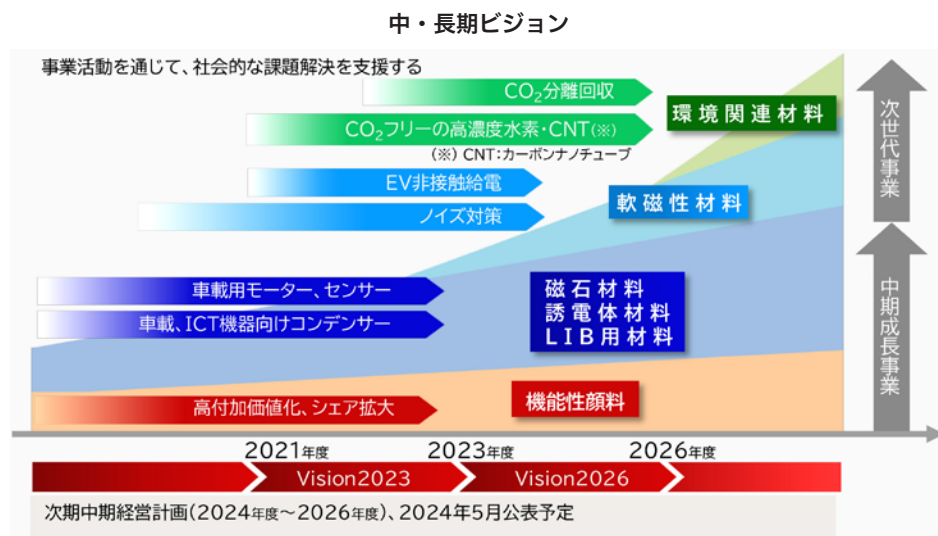 中・長期ビジョン
事業活動を通じて、社会的な課題解決を支援する
CO₂分離回収
環境関連材料
CO₂フリーの高濃度水素・CNT(※)
(※) CNT:カーボンナノチューブ
EV非接触給電
軟磁性材料
ノイズ対策
次世代事業
車載用モーター、センサー
車載、ICT機器向けコンデンサー
磁石材料
誘電体材料
LIB用材料
中期成長事業
高付加価値化、シェア拡大
機能性顔料
2021年度
2023年度
2026年度
Vision2023
Vision2026
次期中期経営計画(2024年度~2026年度)、2024年5月公表予定